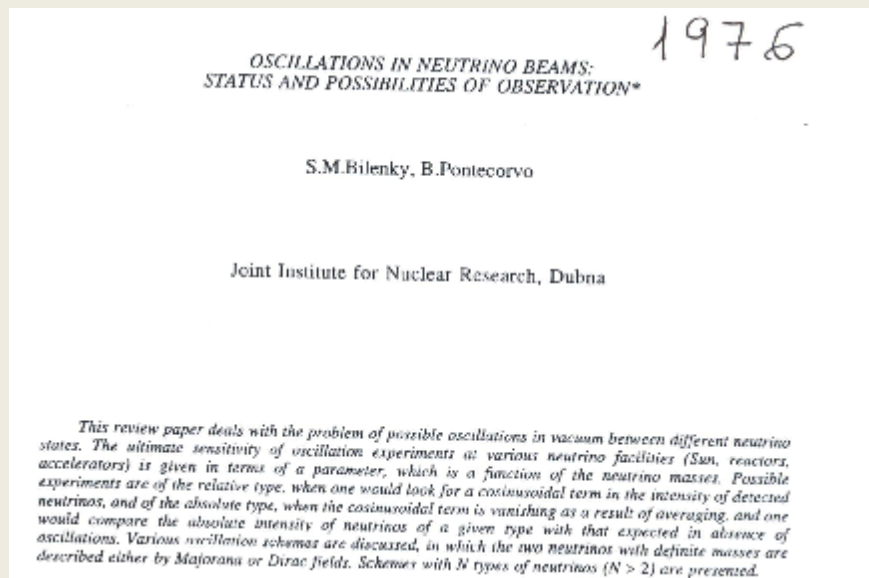 1976
OSCILLATIONS IN NEUTRINO BEAMS:
STATUS AND POSSIBILITIES OF OBSERVATION*
S.M.Bilenky, B.Pontecorvo
Joint Institute for Nuclear Research, Dubna
This review paper deals with the problem of possible oscillations in vacuum between different neutrino
states. The ultimate sensitivity of oscillation experiments at various neutrino facilities (Sun, reactors,
accelerators) is given in terms of a parameter, which is a function of the neutrino masses. Possible
experiments are of the relative type, when one would look for a cosinusoidal term in the intensity of detected
neutrinos, and of the absolute type, when the cosinusoidal term is vanishing as a result of averaging, and one
would compare the absolute intensity of neutrinos of a given type with that expected in absence of
oscillations. Various oscillation schemes are discussed, in which the two neutrinos with definite masses are
described either by Majorana or Dirac fields. Schemes with N types of neutrinos (N > 2) are presented.